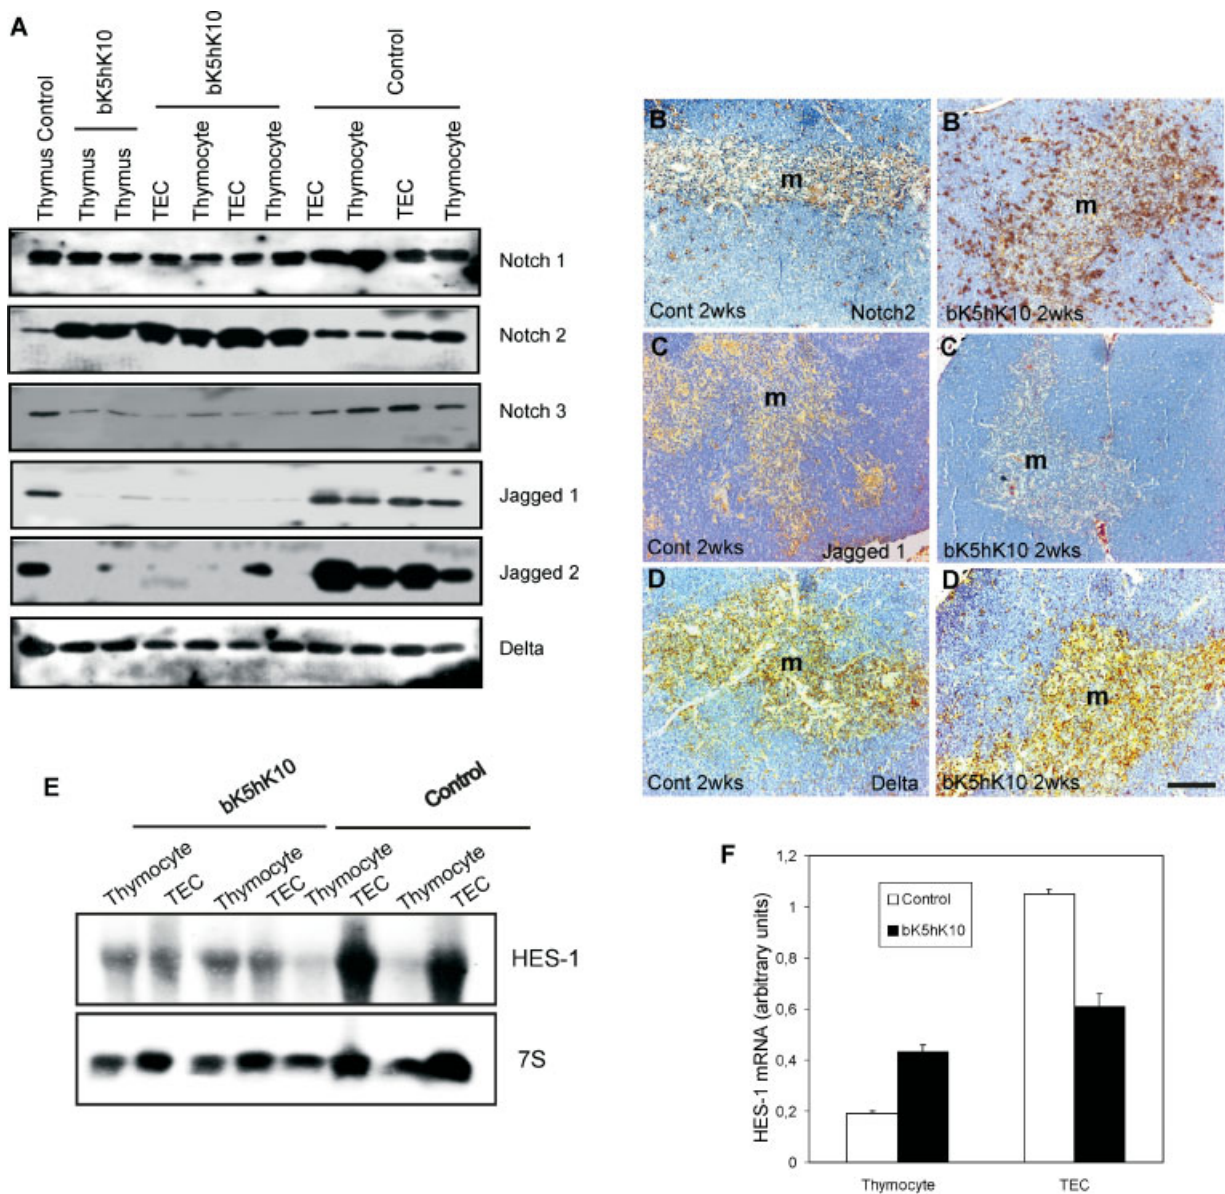 A
bK5hK10
bK5hK10
Control
Thymus Control
Thymus
Thymus
TEC
Thymocyte
TEC
Thymocyte
TEC
Thymocyte
TEC
Thymocyte
Notch 1
Notch 2
Notch 3
Jagged 1
Jagged 2
Delta
B
m
Cont 2wks
Notch2
B'
m
bK5hK10 2wks
C
m
Cont 2wks
Jagged 1
C'
m
bK5hK10 2wks
D
m
Cont 2wks
Delta
D'
m
bK5hK10 2wks
E
bK5hK10
Control
Thymocyte
TEC
Thymocyte
TEC
Thymocyte
TEC
Thymocyte
TEC
HES-1
7S
F
HES-1 mRNA (arbitrary units)
1,2
1
0,8
0,6
0,4
0,2
0
Control
bK5hK10
Thymocyte
TEC